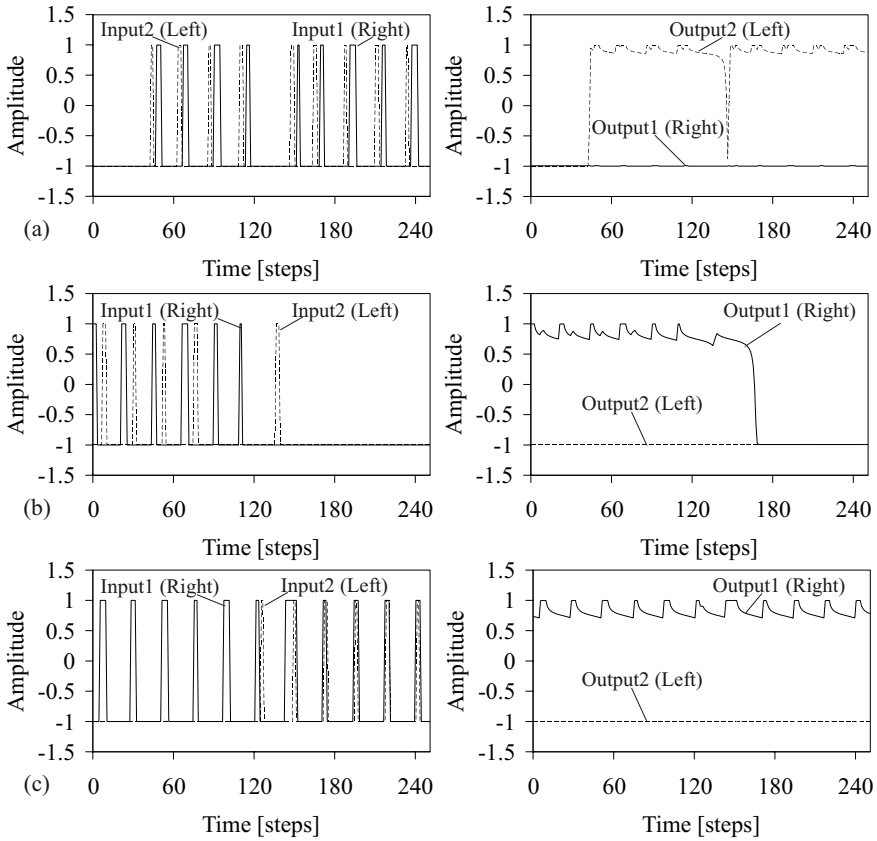 1.5
1
0.5
0
-0.5
-1
-1.5
Amplitude
Input2 (Left)
Input1 (Right)
0 60 120 180 240
Time [steps]
(a)
1.5
1
0.5
0
-1
-1
-1.5
Amplitude
Output2 (Left)
Output1 (Right)
0 60 120 180 240
Time [steps]
1.5
1
0.5
0
-0.5
-1
-1.5
Amplitude
Input1 (Right)
Input2 (Left)
0 60 120 180 240
Time [steps]
(b)
1.5
1
0.5
0
-0.5
-1
-1.5
Amplitude
Output1 (Right)
Output2 (Left)
0 60 120 180 240
Time [steps]
1.5
1
0.5
0
-0.5
-1
-1.5
Amplitude
Input1 (Right)
Input2 (Left)
0 60 120 180 240
Time [steps]
(c)
1.5
1
0.5
0
-0.5
-1
-1.5
Amplitude
Output1 (Right)
Output2 (Left)
0 60 120 180 240
Time [steps]